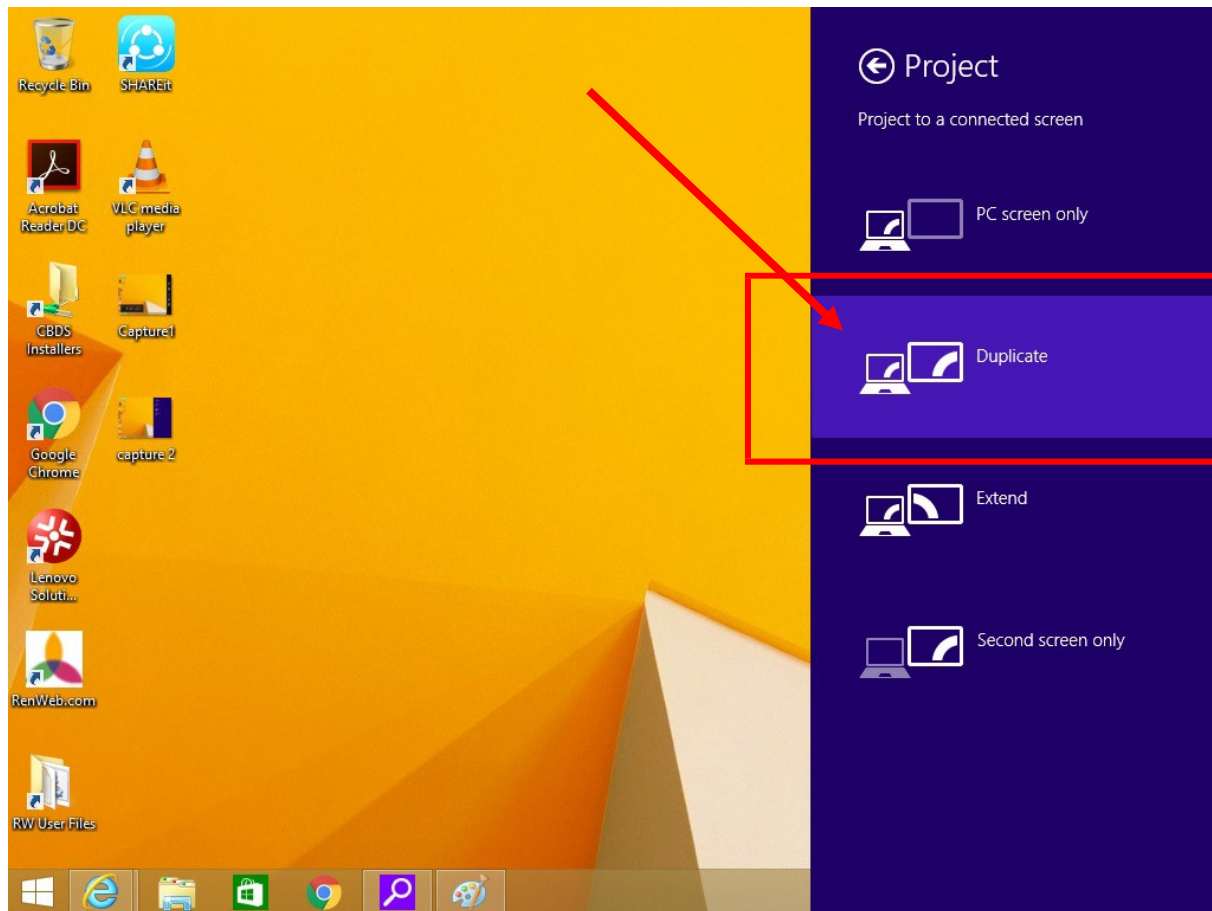 Recycle Bin
SHAREit
Acrobat
Reader DC
VLC media
player
CBDS
Installers
Capture1
Google
Chrome
capture 2
Lenovo
Soluti...
RenWeb.com
RW User Files
Project
Project to a connected screen
PC screen only
Duplicate
Extend
Second screen only